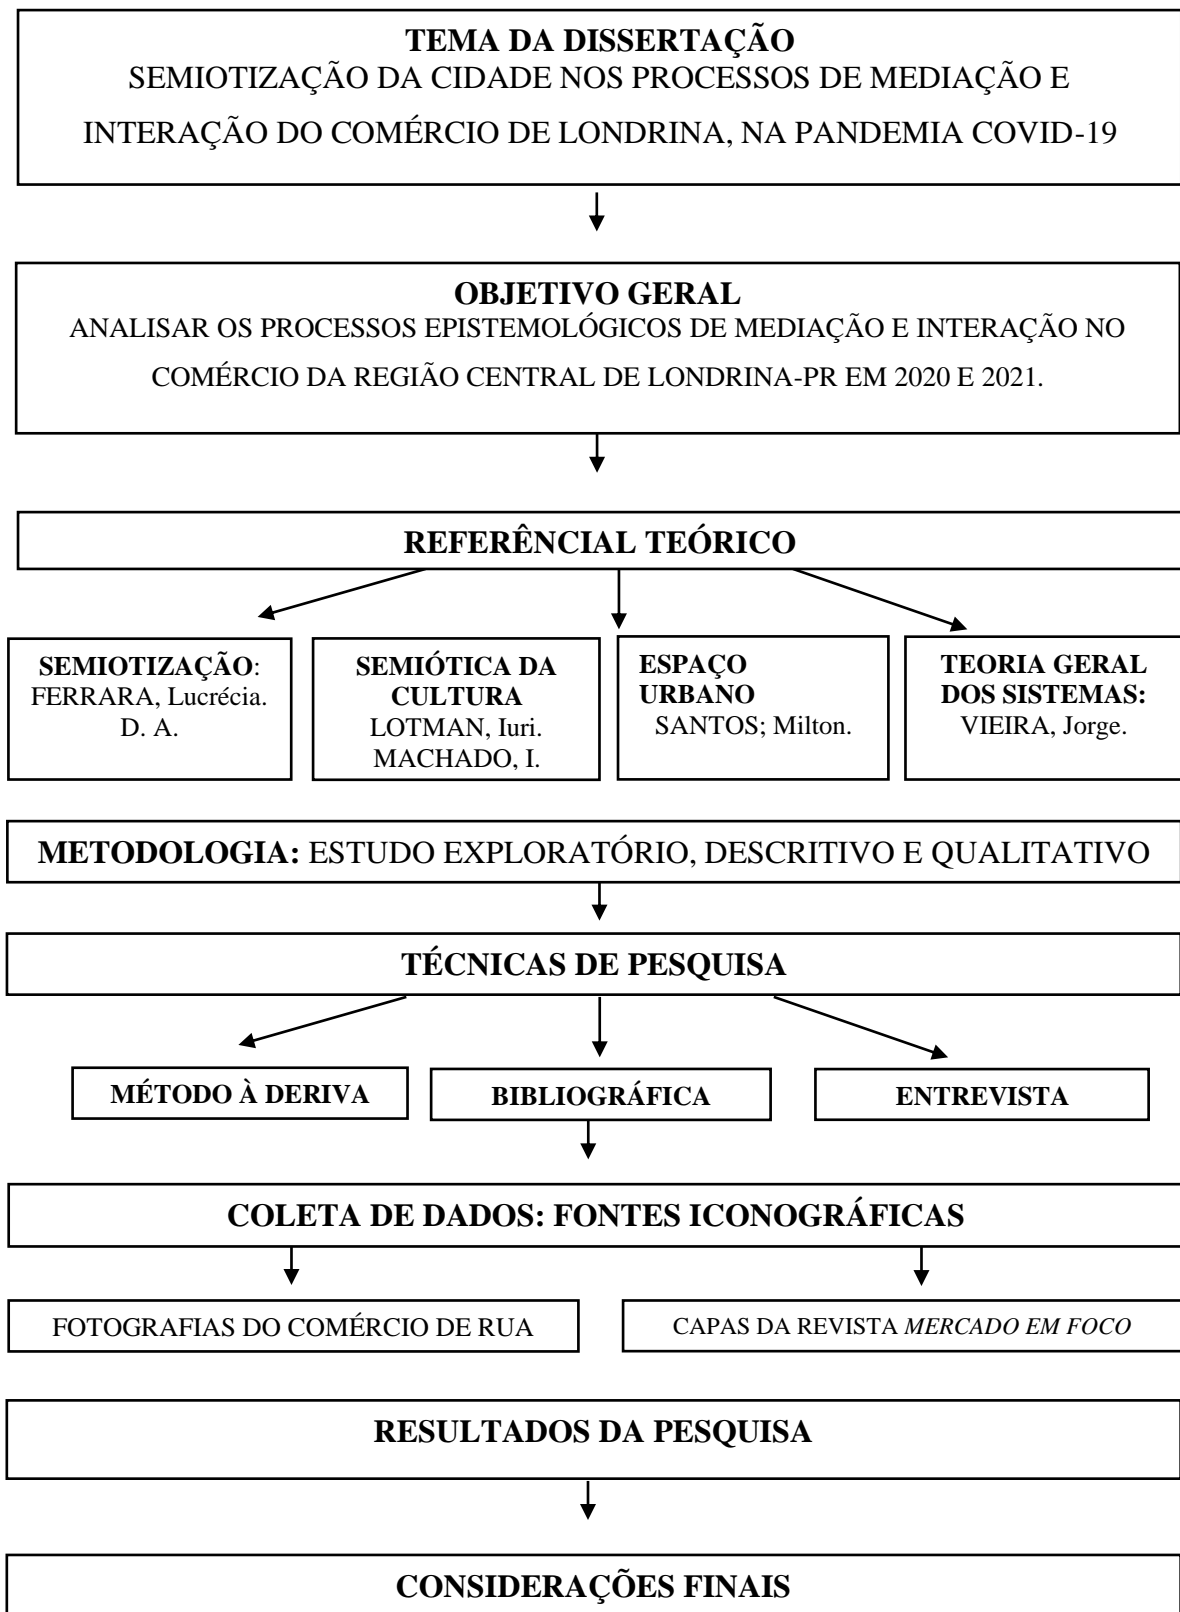 TEMA DA DISSERTAÇÃO
SEMIOTIZAÇÃO DA CIDADE NOS PROCESSOS DE MEDIAÇÃO E
INTERAÇÃO DO COMÉRCIO DE LONDRINA, NA PANDEMIA COVID-19
OBJETIVO GERAL
ANALISAR OS PROCESSOS EPISTEMOLÓGICOS DE MEDIAÇÃO E INTERAÇÃO NO
COMÉRCIO DA REGIÃO CENTRAL DE LONDRINA-PR EM 2020 E 2021.
REFERÊNCIAL TEÓRICO
SEMIOTIZAÇÃO:
FERRARA, Lucrécia.
D. A.
SEMIÓTICA DA
CULTURA
LOTMAN, Iuri.
MACHADO, I.
ESPAÇO
URBANO
SANTOS; Milton.
TEORIA GERAL
DOS SISTEMAS:
VIEIRA, Jorge.
METODOLOGIA: ESTUDO EXPLORATÓRIO, DESCRITIVO E QUALITATIVO
TÉCNICAS DE PESQUISA
MÉTODO À DERIVA
BIBLIOGRÁFICA
ENTREVISTA
COLETA DE DADOS: FONTES ICONOGRÁFICAS
FOTOGRAFIAS DO COMÉRCIO DE RUA
CAPAS DA REVISTA MERCADO EM FOCO
RESULTADOS DA PESQUISA
CONSIDERAÇÕES FINAIS